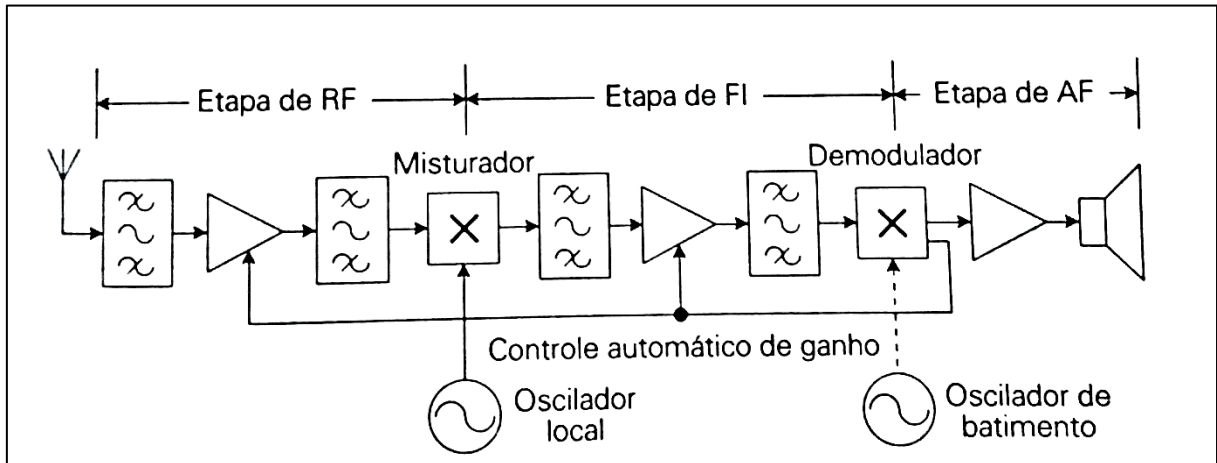 Etapa de RF
Etapa de FI
Etapa de AF
Misturador
Demodulador
Controle automático de ganho
Oscilador
local
Oscilador de
batimento